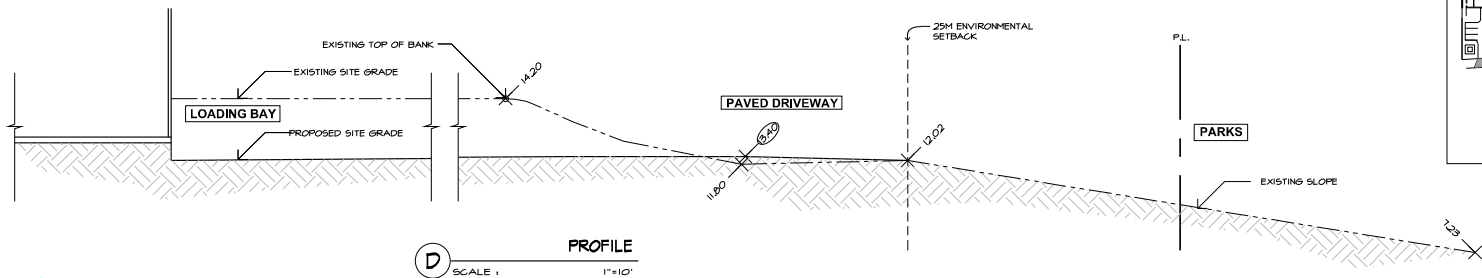 25M ENVIRONMENTAL
SETBACK
P.L.
EXISTING TOP OF BANK
14.20
EXISTING SITE GRADE
LOADING BAY
PAVED DRIVEWAY
13.40
PROPOSED SITE GRADE
12.02
PARKS
11.80
EXISTING SLOPE
7.23
D
PROFILE
SCALE : 1"=10'